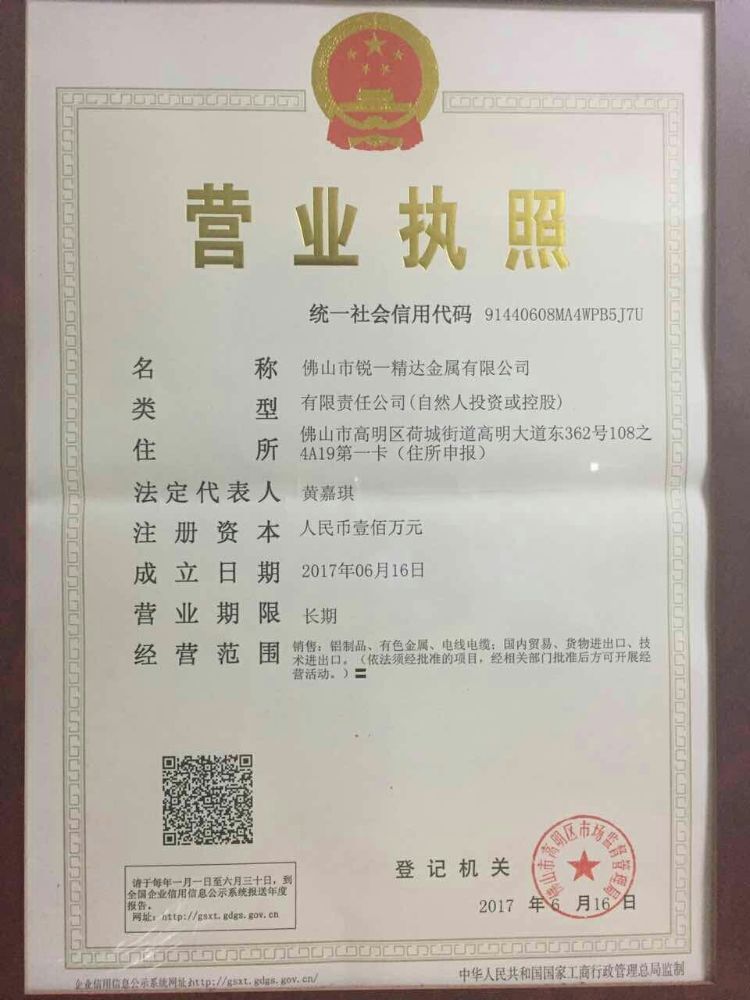 营业执照
统一社会信用代码 91440608MA4WPB5J7U
名称 佛山市锐一精达金属有限公司
类型 有限责任公司(自然人投资或控股)
住所 佛山市高明区荷城街道高明大道东362号108之
4A19第一卡（住所申报）
法定代表人 黄嘉琪
注册资本 人民币壹佰万元
成立日期 2017年06月16日
营业期限 长期
经营范围 销售：铝制品、有色金属、电线电缆；国内贸易、货物进出口、技
术进出口。（依法须经批准的项目，经相关部门批准后方可开展经
营活动。）〓
登记机关
佛山市高明区市场监督管理局
2017 年 6 月 16 日
请于每年一月一日至六月三十日，到
全国企业信用信息公示系统报送年度
报告。
网址：http://gsxt.gdgs.gov.cn
企业信用信息公示系统网址:http://gsxt.gdgs.gov.cn/
中华人民共和国国家工商行政管理总局监制